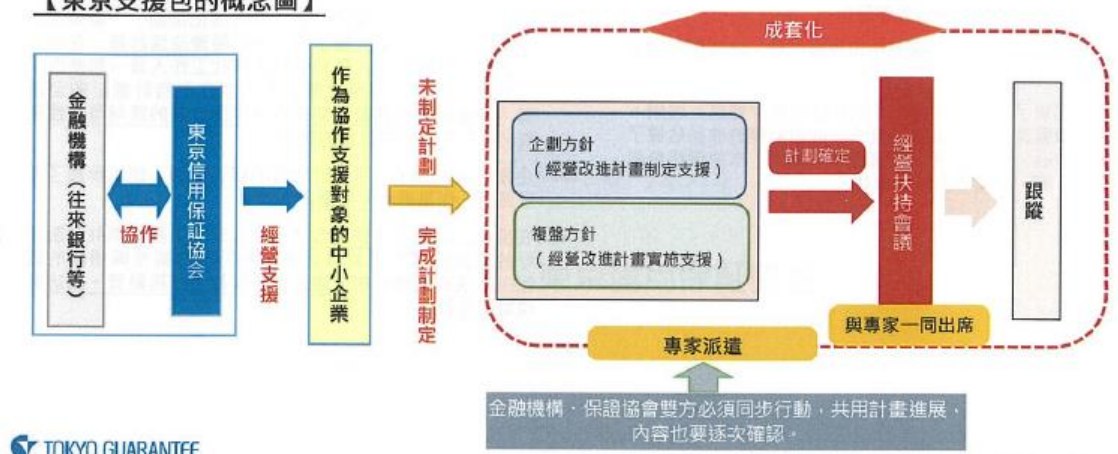 【東京支援包的概念圖】
成套化
金融機構（往來銀行等）
協作
東京信用保証協会
經營支援
作為協作支援對象的中小企業
未制定計劃
完成計劃制定
企劃方針
（經營改進計畫制定支援）
複盤方針
（經營改進計畫實施支援）
計劃確定
經營扶持會議
跟蹤
與專家一同出席
專家派遣
金融機構．保證協會雙方必須同步行動，共用計畫進展，
內容也要逐次確認。
TOKYO GUARANTEE